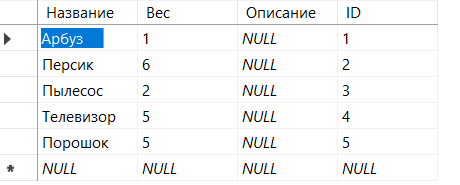 Название Вес Описание ID
Арбуз 1 NULL 1
Персик 6 NULL 2
Пылесос 2 NULL 3
Телевизор 5 NULL 4
Порошок 5 NULL 5
* NULL NULL NULL NULL